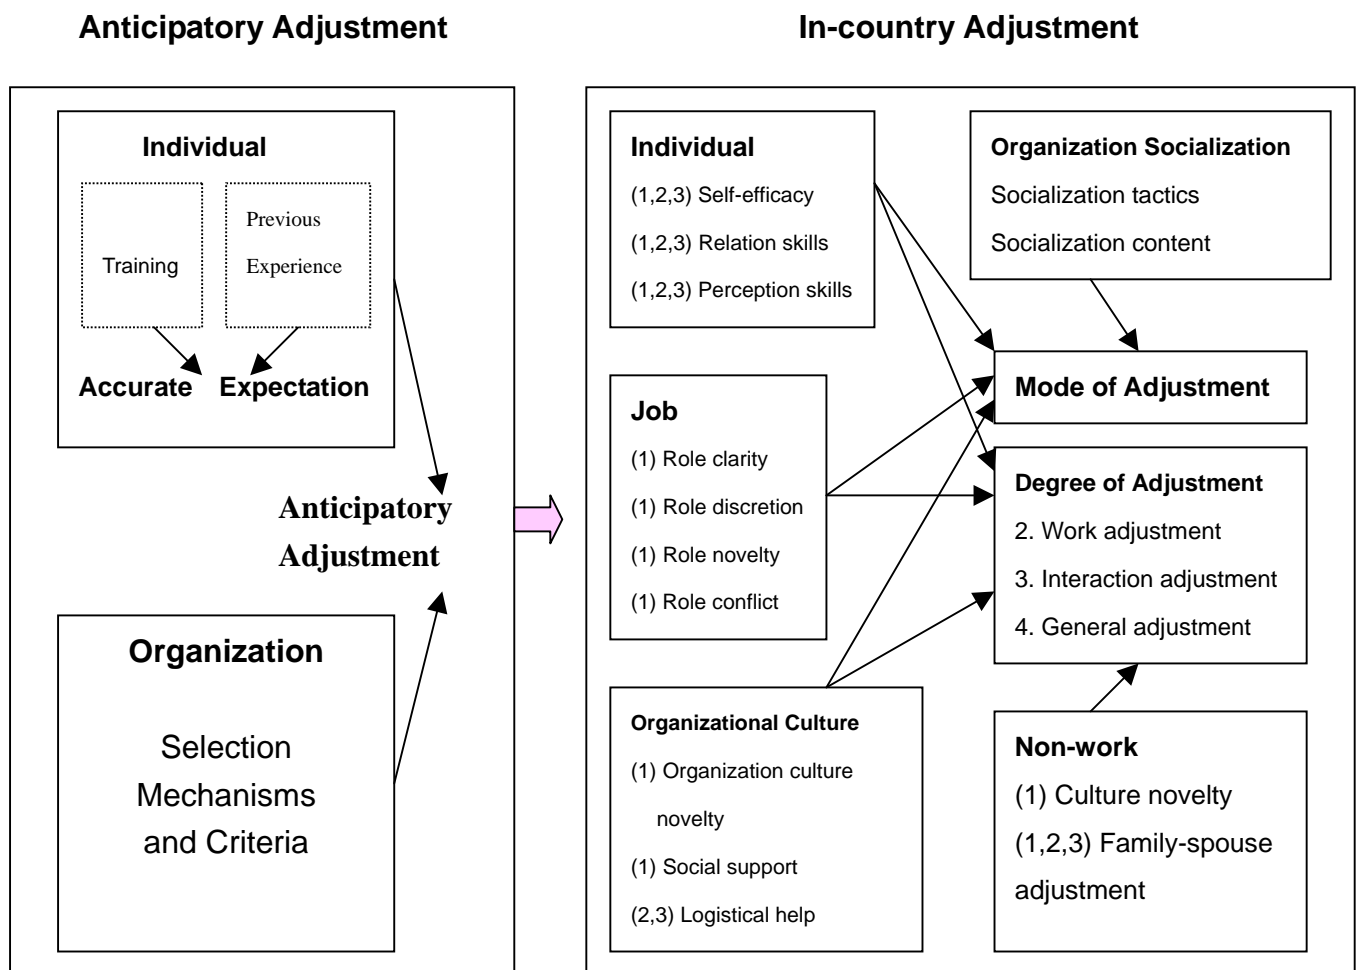 Anticipatory Adjustment
In-country Adjustment
Individual
Training
Previous
Experience
Accurate Expectation
Anticipatory
Adjustment
Organization
Selection
Mechanisms
and Criteria
Individual
(1,2,3) Self-efficacy
(1,2,3) Relation skills
(1,2,3) Perception skills
Job
(1) Role clarity
(1) Role discretion
(1) Role novelty
(1) Role conflict
Organizational Culture
(1) Organization culture
novelty
(1) Social support
(2,3) Logistical help
Organization Socialization
Socialization tactics
Socialization content
Mode of Adjustment
Degree of Adjustment
2. Work adjustment
3. Interaction adjustment
4. General adjustment
Non-work
(1) Culture novelty
(1,2,3) Family-spouse
adjustment